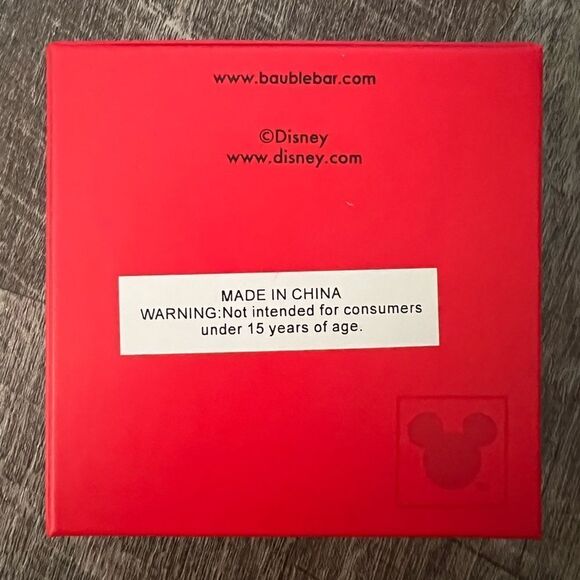 www.baublebar.com
©Disney
www.disney.com
MADE IN CHINA
WARNING:Not intended for consumers
under 15 years of age.